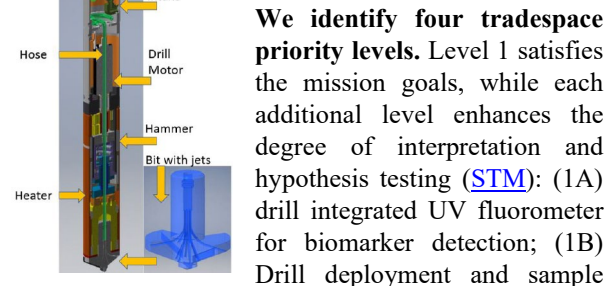 Hose
Drill
Motor
Hammer
Bit with jets
Heater
We identify four tradespace
priority levels. Level 1 satisfies
the mission goals, while each
additional level enhances the
degree of interpretation and
hypothesis testing (STM): (1A)
drill integrated UV fluorometer
for biomarker detection; (1B)
Drill deployment and sample